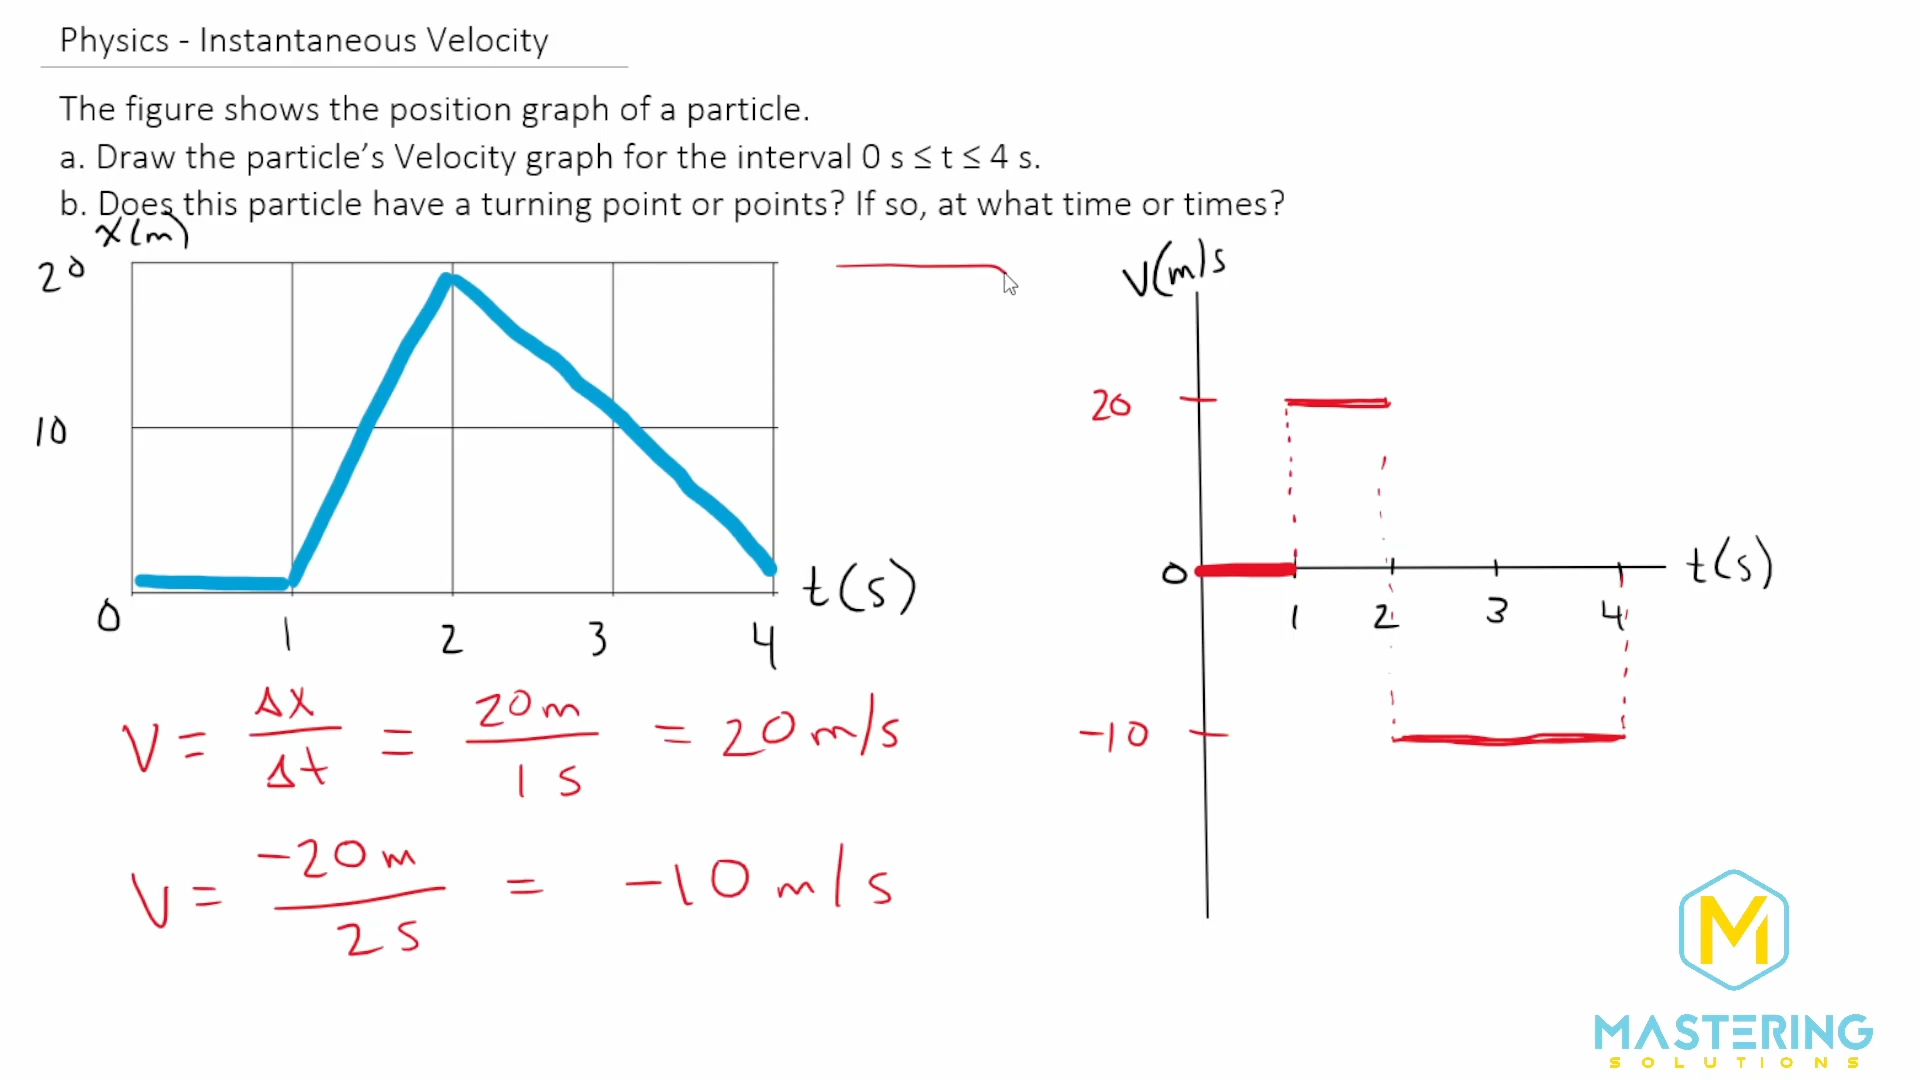 Physics - Instantaneous Velocity
The figure shows the position graph of a particle.
a. Draw the particle’s Velocity graph for the interval 0 s ≤ t ≤ 4 s.
b. Does this particle have a turning point or points? If so, at what time or times?
x(m)
20
10
0
1
2
3
4
t(s)
V = Δx/Δt = 20m/1s = 20 m/s
V = -20m/2s = -10 m/s
V(m)s
20
0
1
2
3
4
t(s)
-10
M
MASTERING
SOLUTIONS